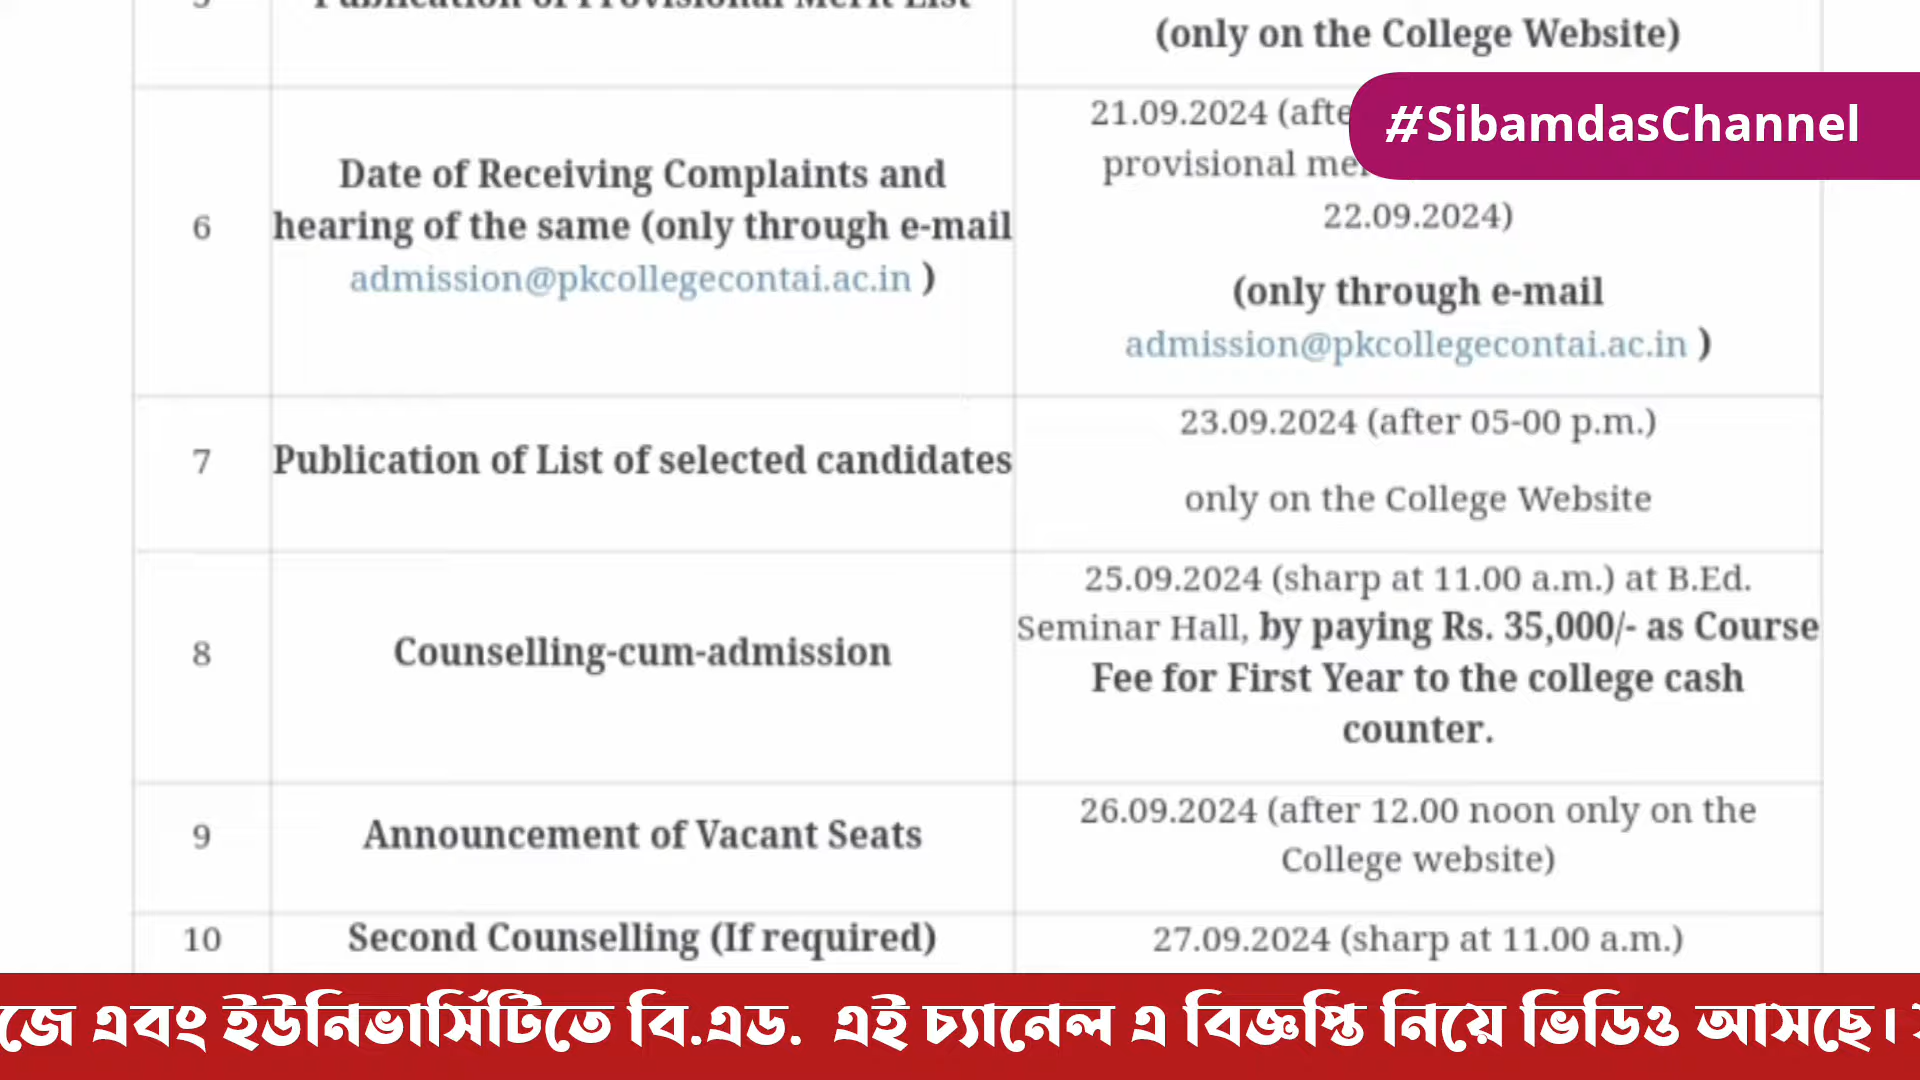 Publication of Provisional Merit List
(only on the College Website)
#SibamdasChannel
6
Date of Receiving Complaints and
hearing of the same (only through e-mail
admission@pkcollegecontai.ac.in )
21.09.2024
provisional
22.09.2024)
(only through e-mail
admission@pkcollegecontai.ac.in )
7
Publication of List of selected candidates
23.09.2024 (after 05-00 p.m.)
only on the College Website
8
Counselling-cum-admission
25.09.2024 (sharp at 11.00 a.m.) at B.Ed.
Seminar Hall, by paying Rs. 35,000/- as Course
Fee for First Year to the college cash
counter.
9
Announcement of Vacant Seats
26.09.2024 (after 12.00 noon only on the
College website)
10
Second Counselling (If required)
27.09.2024 (sharp at 11.00 a.m.)
এবং ইউনিভার্সিটিতে বি.এড. এই চ্যানেল এ বিজ্ঞপ্তি নিয়ে ভিডিও আসছে।